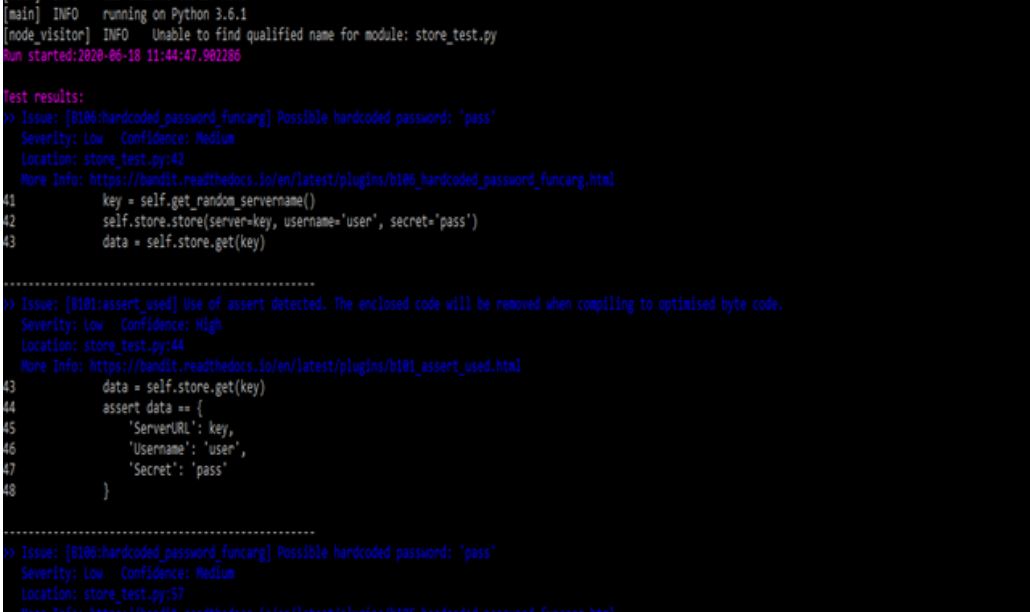 [main] INFO running on Python 3.6.1
[node_visitor] INFO Unable to find qualified name for module: store_test.py
Run started:2020-06-18 11:44:47.902286
Test results:
>> Issue: [B106:hardcoded_password_funcarg] Possible hardcoded password: 'pass'
Severity: Low Confidence: Medium
Location: store_test.py:42
More Info: https://bandit.readthedocs.io/en/latest/plugins/b106_hardcoded_password_funcarg.html
41 key = self.get_random_servername()
42 self.store.store(server=key, username='user', secret='pass')
43 data = self.store.get(key)
--------------------------------------------------
>> Issue: [B101:assert_used] Use of assert detected. The enclosed code will be removed when compiling to optimised byte code.
Severity: Low Confidence: High
Location: store_test.py:44
More Info: https://bandit.readthedocs.io/en/latest/plugins/b101_assert_used.html
43 data = self.store.get(key)
44 assert data == {
45 'ServerURL': key,
46 'Username': 'user',
47 'Secret': 'pass'
48 }
--------------------------------------------------
>> Issue: [B106:hardcoded_password_funcarg] Possible hardcoded password: 'pass'
Severity: Low Confidence: Medium
Location: store_test.py:57